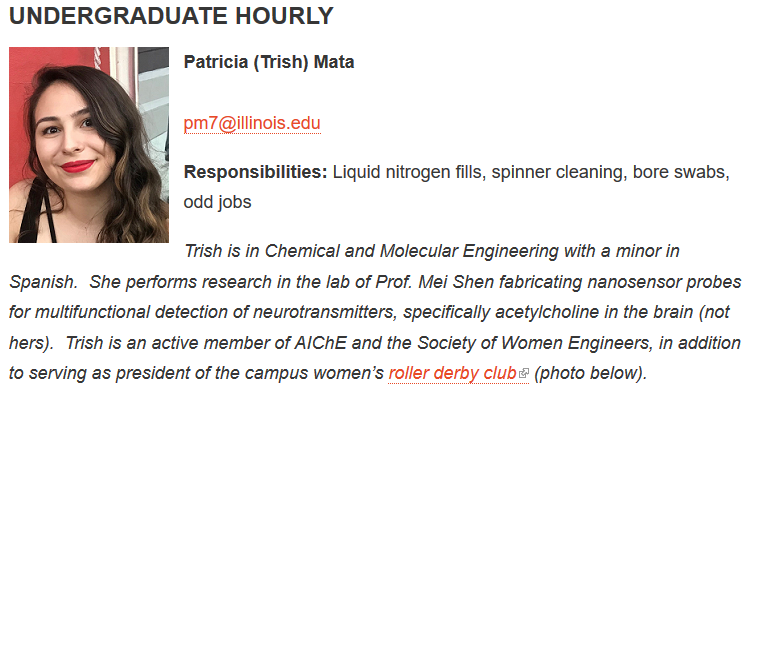 UNDERGRADUATE HOURLY
Patricia (Trish) Mata
pm7@illinois.edu
Responsibilities: Liquid nitrogen fills, spinner cleaning, bore swabs,
odd jobs
Trish is in Chemical and Molecular Engineering with a minor in
Spanish.  She performs research in the lab of Prof. Mei Shen fabricating nanosensor probes
for multifunctional detection of neurotransmitters, specifically acetylcholine in the brain (not
hers).  Trish is an active member of AIChE and the Society of Women Engineers, in addition
to serving as president of the campus women’s roller derby club (photo below).